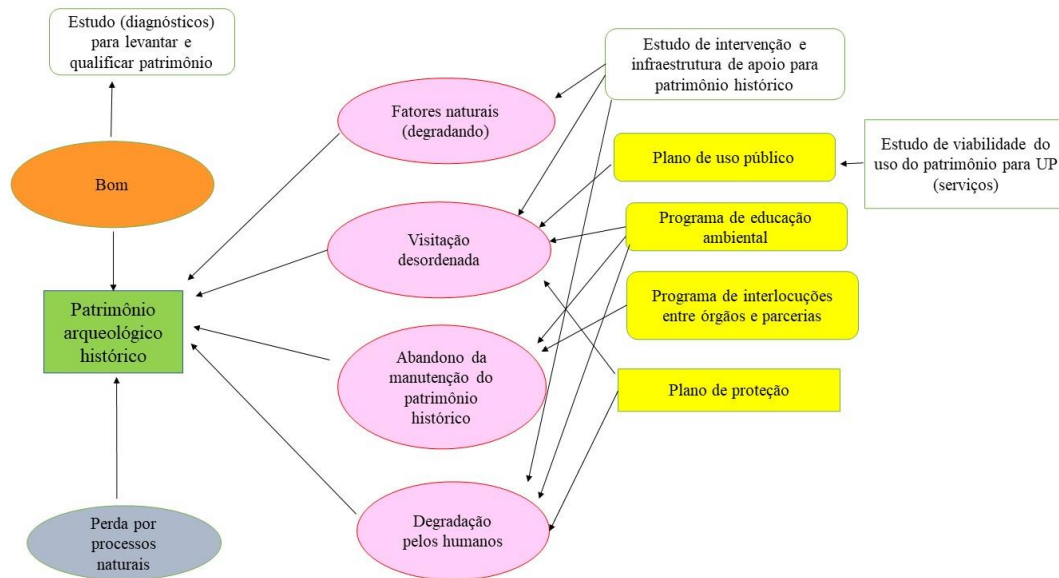 Estudo (diagnósticos)
para levantar e
qualificar patrimônio
Bom
Patrimônio
arqueológico
histórico
Perda por
processos
naturais
Fatores naturais
(degradando)
Visitação
desordenada
Abandono da
manutenção do
patrimônio
histórico
Degradação
pelos humanos
Estudo de intervenção e
infraestrutura de apoio para
patrimônio histórico
Plano de uso público
Programa de educação
ambiental
Programa de interlocuções
entre órgãos e parcerias
Plano de proteção
Estudo de viabilidade do
uso do patrimônio para UP
(serviços)